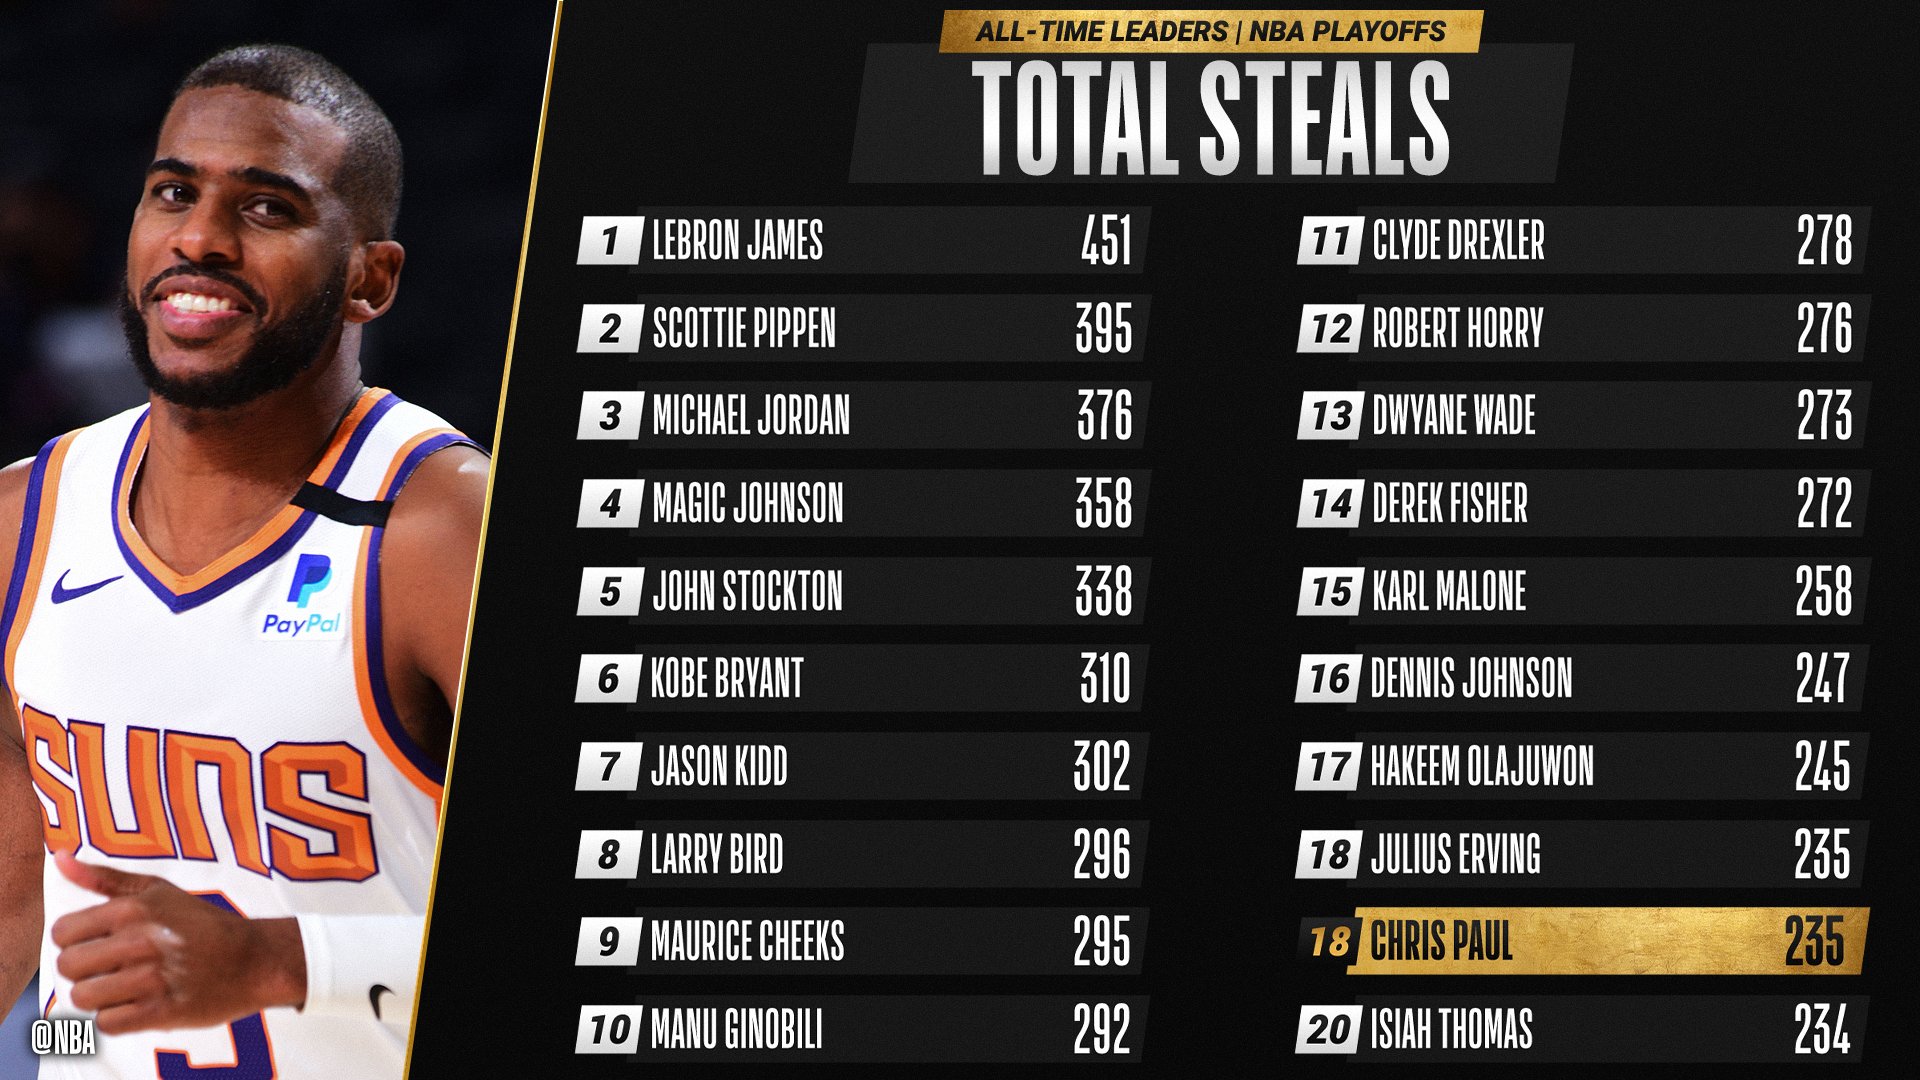 ALL-TIME LEADERS | NBA PLAYOFFS
TOTAL STEALS
1 LEBRON JAMES 451
2 SCOTTIE PIPPEN 395
3 MICHAEL JORDAN 376
4 MAGIC JOHNSON 358
5 JOHN STOCKTON 338
6 KOBE BRYANT 310
7 JASON KIDD 302
8 LARRY BIRD 296
9 MAURICE CHEEKS 295
10 MANU GINOBILI 292
11 CLYDE DREXLER 278
12 ROBERT HORRY 276
13 DWYANE WADE 273
14 DEREK FISHER 272
15 KARL MALONE 258
16 DENNIS JOHNSON 247
17 HAKEEM OLAJUWON 245
18 JULIUS ERVING 235
18 CHRIS PAUL 235
20 ISIAH THOMAS 234
PayPal
SUNS
3
@NBA